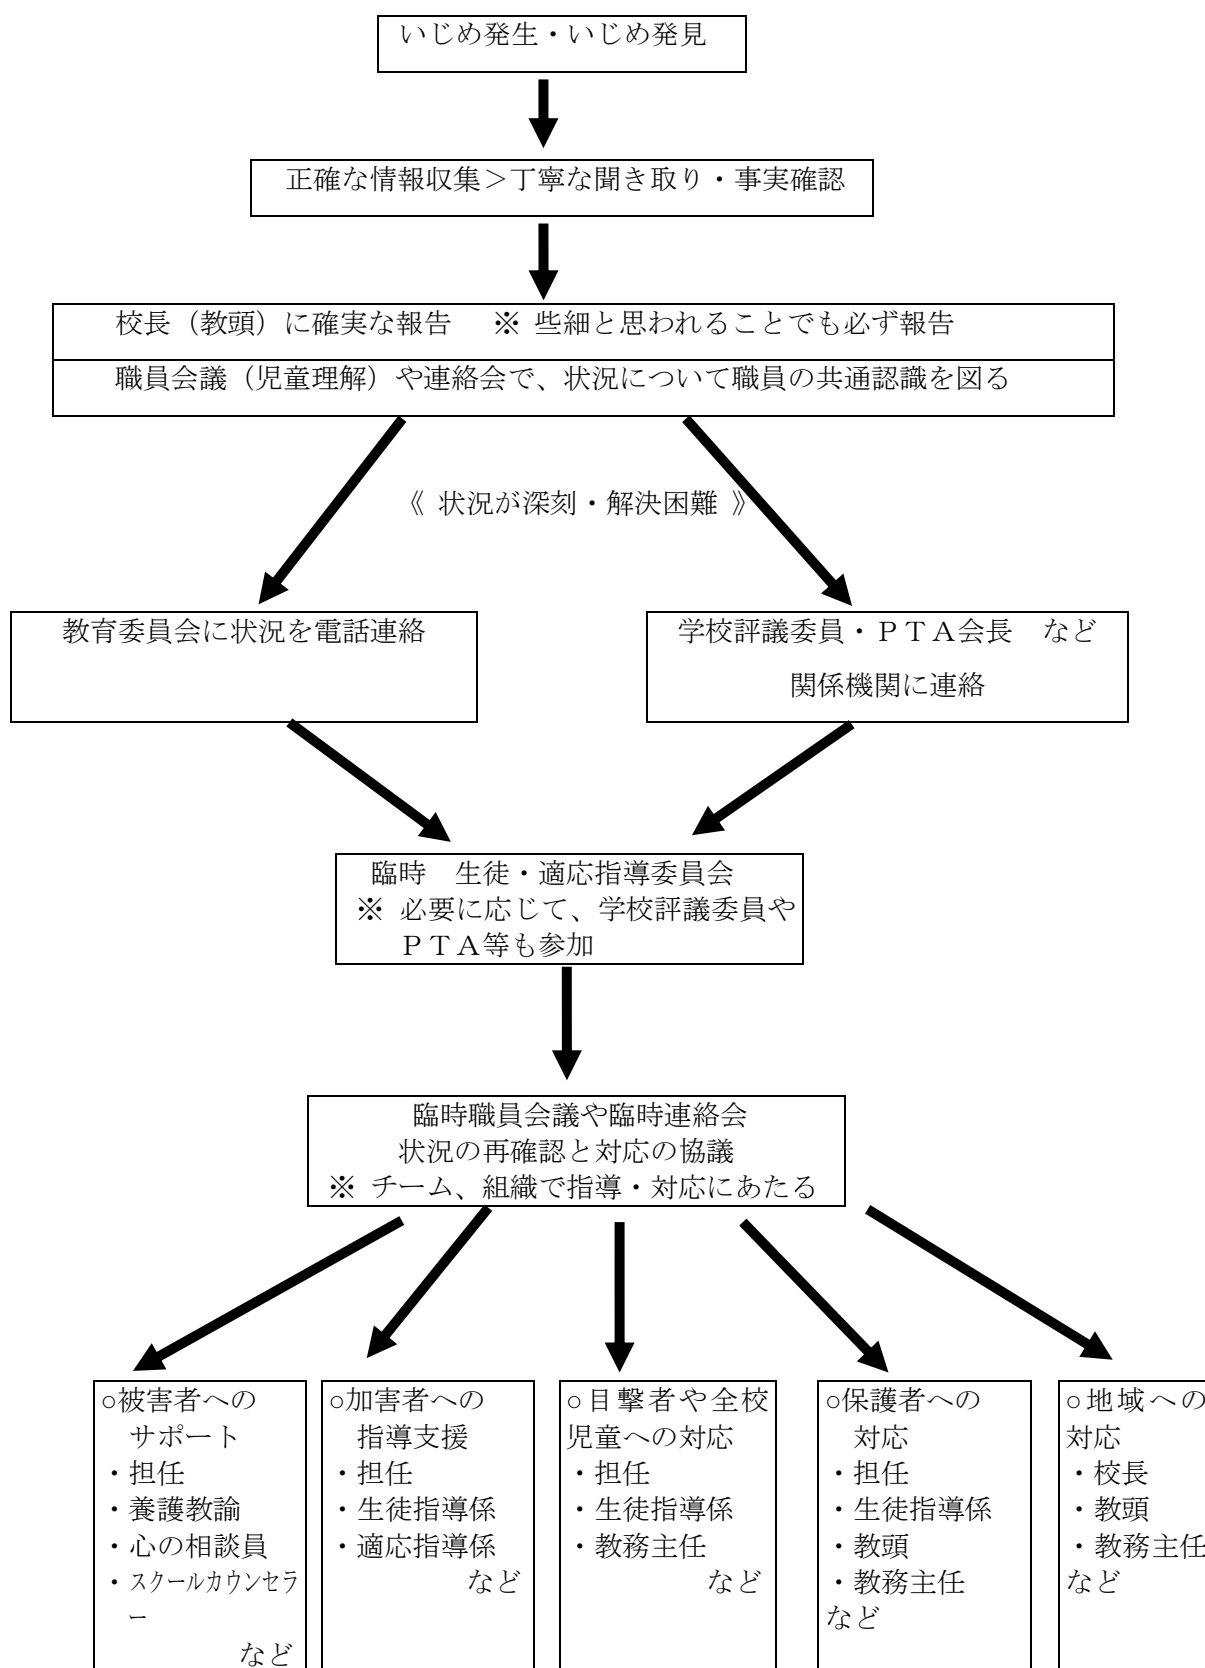 いじめ発生・いじめ発見
正確な情報収集＞丁寧な聞き取り・事実確認
校長（教頭）に確実な報告　※ 些細と思われることでも必ず報告
職員会議（児童理解）や連絡会で、状況について職員の共通認識を図る
《 状況が深刻・解決困難 》
教育委員会に状況を電話連絡
学校評議委員・ＰＴＡ会長　など
関係機関に連絡
臨時　生徒・適応指導委員会
※ 必要に応じて、学校評議委員や
ＰＴＡ等も参加
臨時職員会議や臨時連絡会
状況の再確認と対応の協議
※ チーム、組織で指導・対応にあたる
○被害者への
サポート
・担任
・養護教諭
・心の相談員
・スクールカウンセラ
ー
など
○加害者への
指導支援
・担任
・生徒指導係
・適応指導係
など
○目撃者や全校
児童への対応
・担任
・生徒指導係
・教務主任
など
○保護者への
対応
・担任
・生徒指導係
・教頭
・教務主任
など
○地域への
対応
・校長
・教頭
・教務主任
など